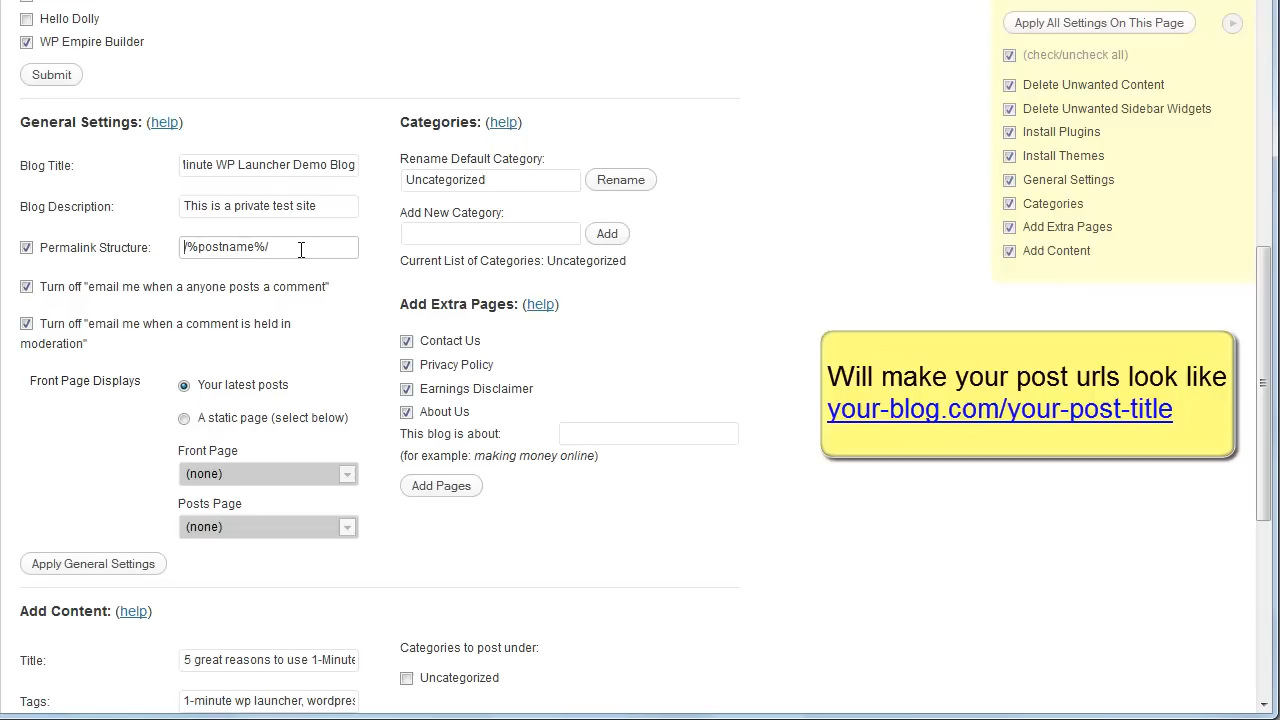 Hello Dolly
WP Empire Builder
Submit
General Settings: (help)
Blog Title: Minute WP Launcher Demo Blog
Blog Description: This is a private test site
Permalink Structure: /%postname%/
Turn off "email me when a anyone posts a comment"
Turn off "email me when a comment is held in
moderation"
Front Page Displays
Your latest posts
A static page (select below)
Front Page
(none)
Posts Page
(none)
Apply General Settings
Categories: (help)
Rename Default Category:
Uncategorized Rename
Add New Category:
Add
Current List of Categories: Uncategorized
Add Extra Pages: (help)
Contact Us
Privacy Policy
Earnings Disclaimer
About Us
This blog is about:
(for example: making money online)
Add Pages
Apply All Settings On This Page
(check/uncheck all)
Delete Unwanted Content
Delete Unwanted Sidebar Widgets
Install Plugins
Install Themes
General Settings
Categories
Add Extra Pages
Add Content
Will make your post urls look like
your-blog.com/your-post-title
Add Content: (help)
Title: 5 great reasons to use 1-Minute
Tags: 1-minute wp launcher, wordpres
Categories to post under:
Uncategorized